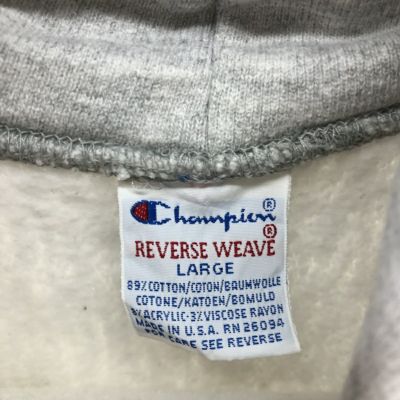 Champion®
REVERSE WEAVE®
LARGE
89% COTTON/COTON/BAUMWOLLE
COTONE/KATOEN/BOMULD
8% ACRYLIC-3% VISCOSE RAYON
MADE IN U.S.A. RN 26094
FOR CARE SEE REVERSE